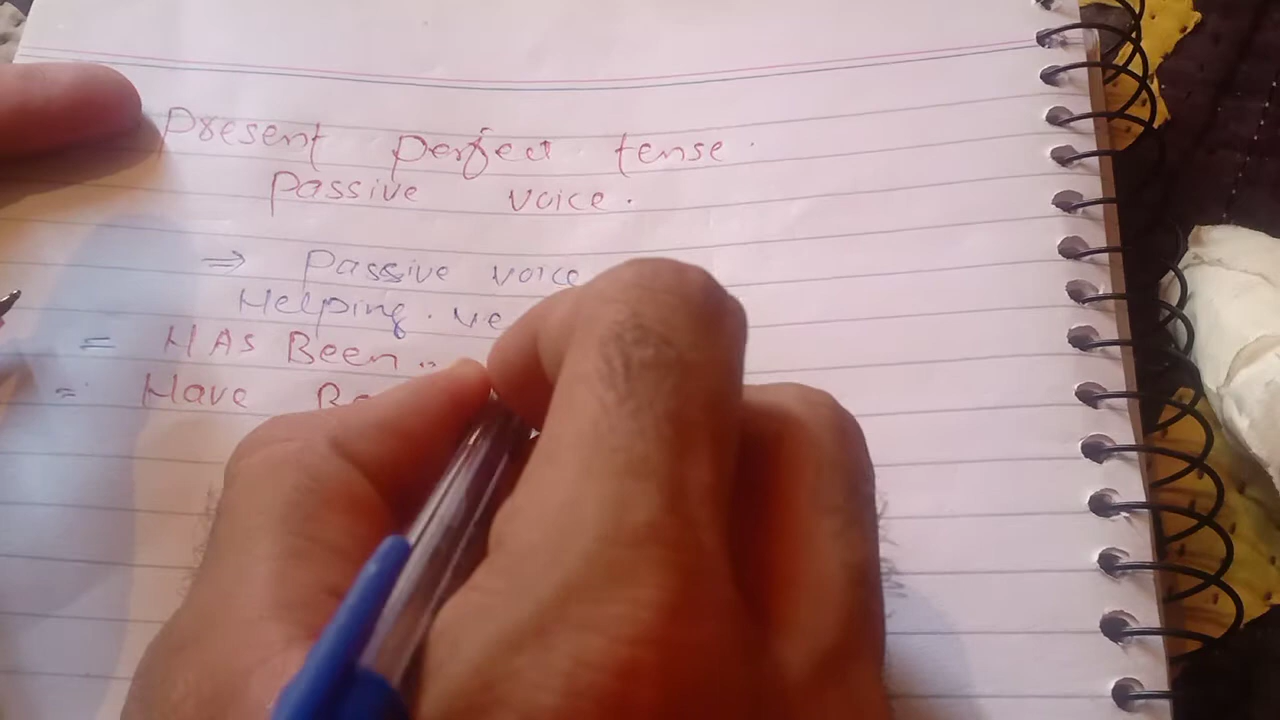 Present perfect tense.
Passive voice.
⇒ Passive voice
Helping.
= HAS Been..
= Have